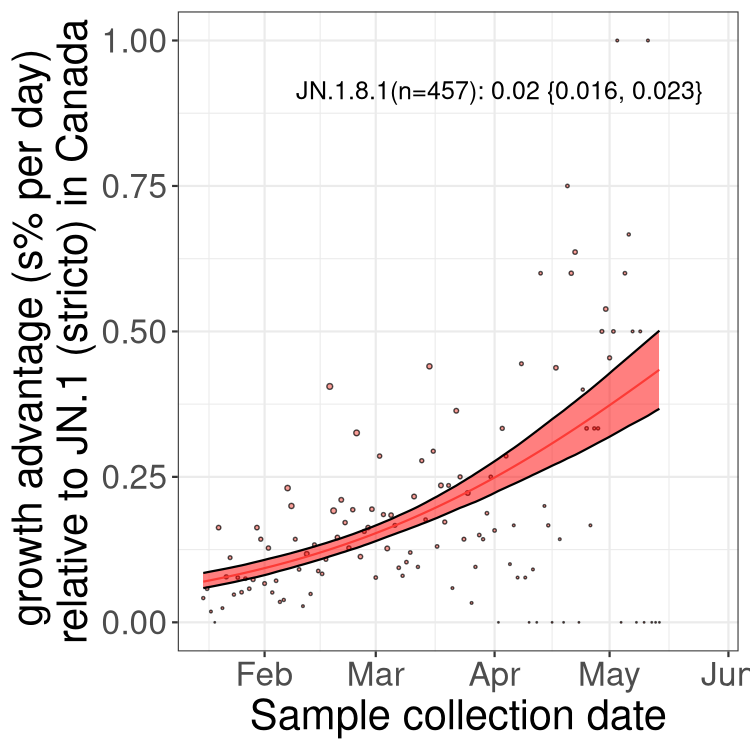 growth advantage (s% per day)
relative to JN.1 (stricto) in Canada
1.00
0.75
0.50
0.25
0.00
JN.1.8.1(n=457): 0.02 {0.016, 0.023}
Feb Mar Apr May Jun
Sample collection date